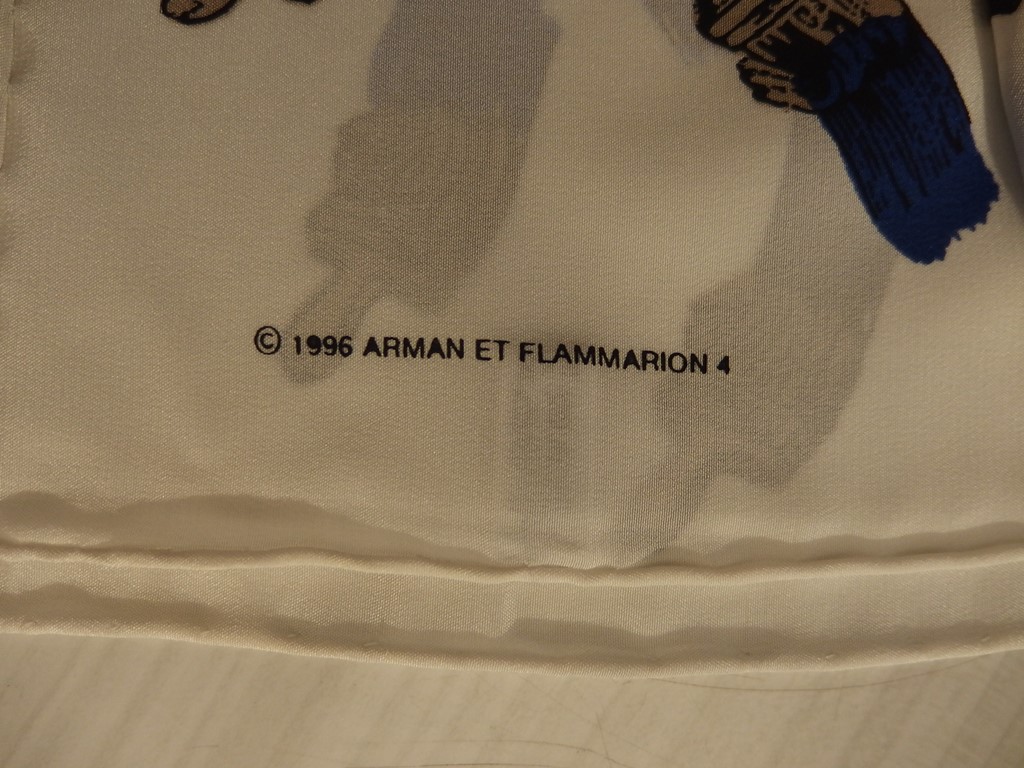 © 1996 ARMAN ET FLAMMARION 4